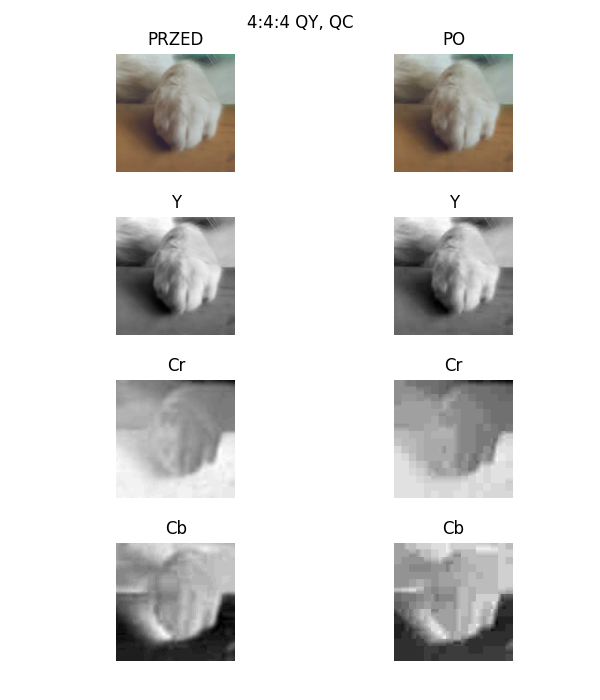 4:4:4 QY, QC
PRZED PO
Y Y
Cr Cr
Cb Cb